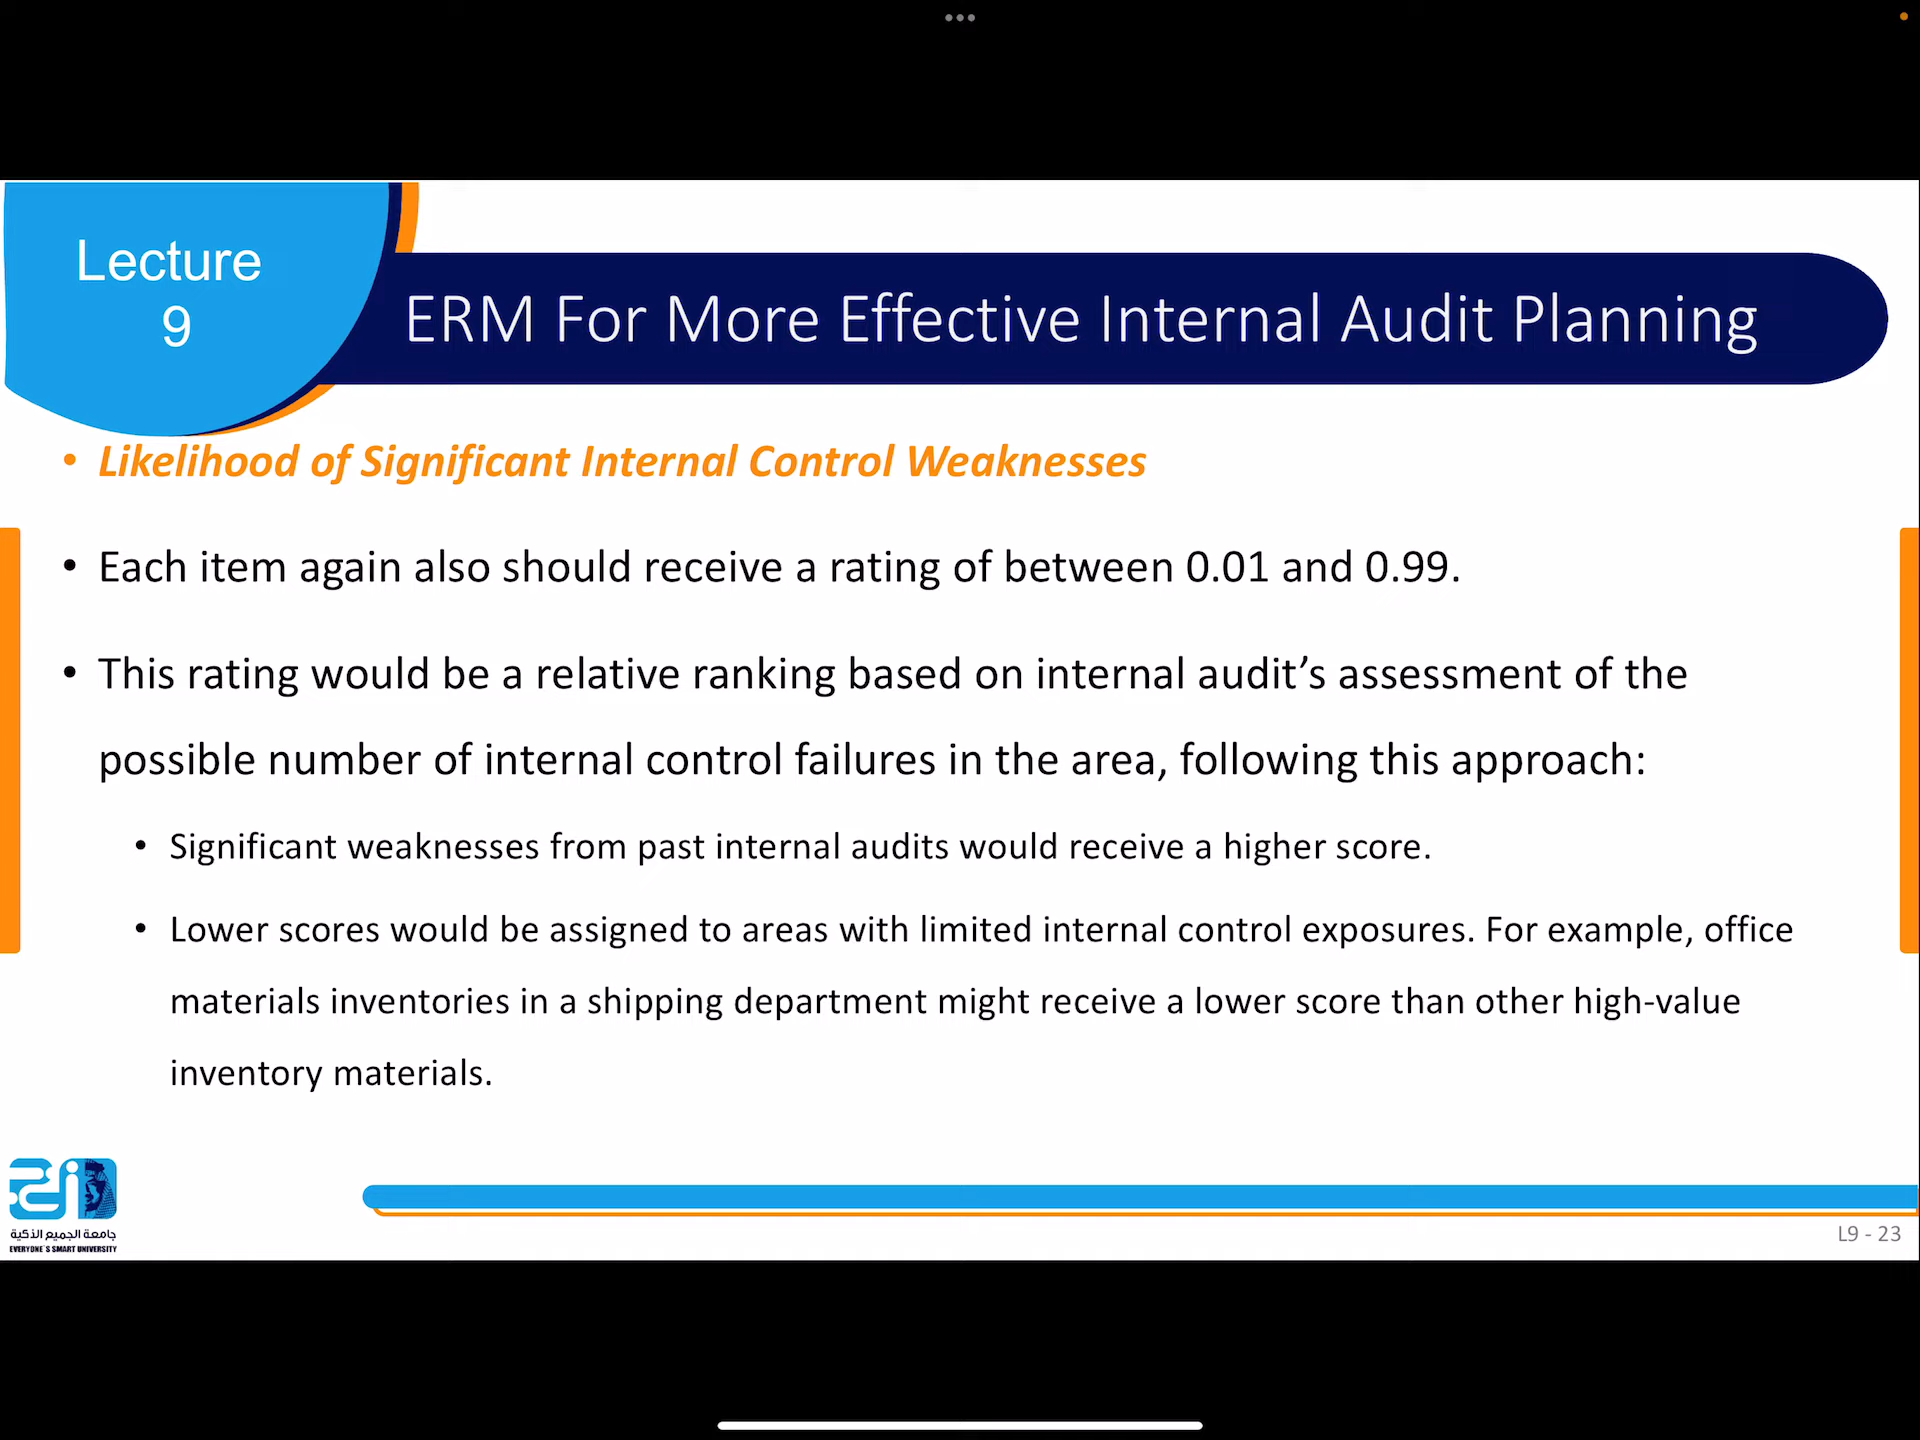 Lecture
9
ERM For More Effective Internal Audit Planning
• Likelihood of Significant Internal Control Weaknesses
• Each item again also should receive a rating of between 0.01 and 0.99.
• This rating would be a relative ranking based on internal audit’s assessment of the
possible number of internal control failures in the area, following this approach:
• Significant weaknesses from past internal audits would receive a higher score.
• Lower scores would be assigned to areas with limited internal control exposures. For example, office
materials inventories in a shipping department might receive a lower score than other high-value
inventory materials.
جامعة الجميع الذكية
EVERYONE'S SMART UNIVERSITY
L9 - 23